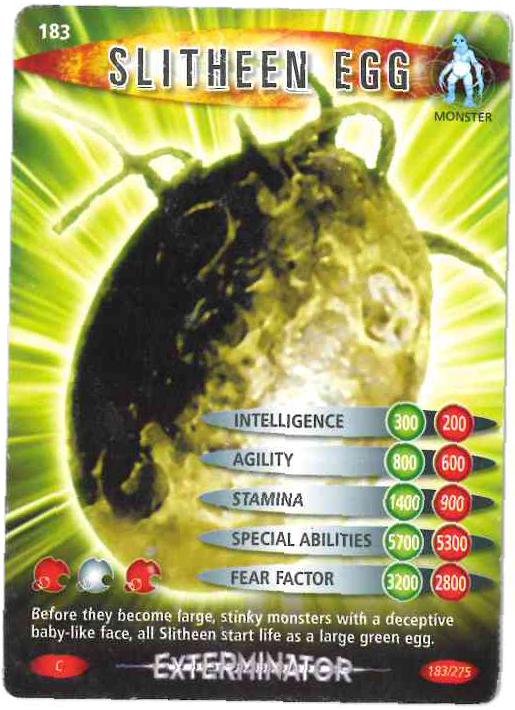 183
SLITHEEN EGG
MONSTER
INTELLIGENCE 300 200
AGILITY 800 600
STAMINA 1400 900
SPECIAL ABILITIES 5700 5300
FEAR FACTOR 3200 2800
Before they become large, stinky monsters with a deceptive
baby-like face, all Slitheen start life as a large green egg.
C EXTERMINATOR 183/275